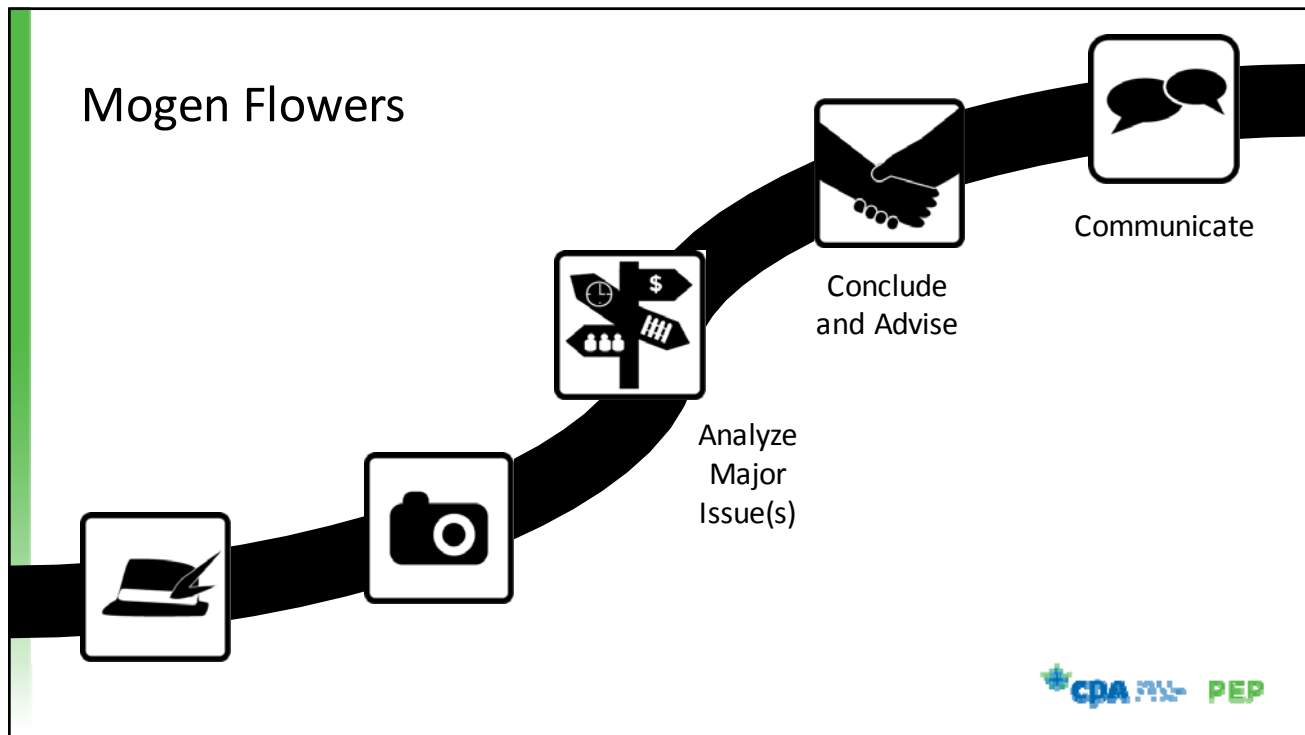 Mogen Flowers
$
Communicate
Conclude
and Advise
Analyze
Major
Issue(s)
CPA PEP